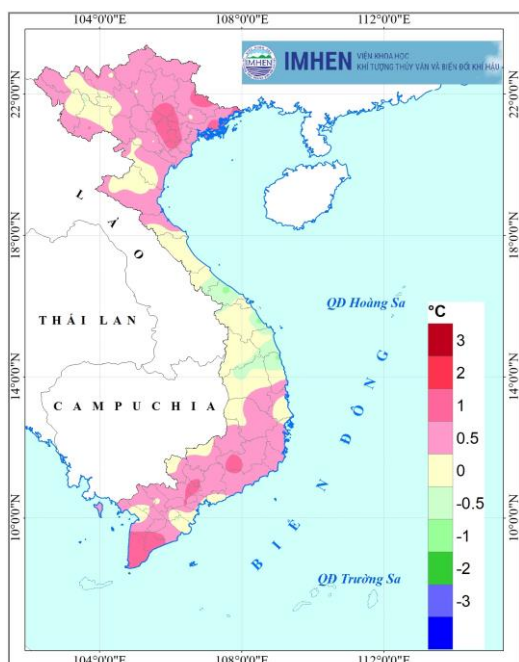 104°0'0"E 108°0'0"E 112°0'0"E
IMHEN VIỆN KHOA HỌC
KHÍ TƯỢNG THỦY VĂN VÀ BIẾN ĐỔI KHÍ HẬU
22°0'0"N
22°0'0"N
LÀO
18°0'0"N
18°0'0"N
QĐ Hoàng Sa
THÁI LAN
°C
3
2
1
0.5
0
-0.5
-1
-2
-3
14°0'0"N
14°0'0"N
CAMPUCHIA
BIỂN ĐÔNG
10°0'0"N
10°0'0"N
QĐ Trường Sa
104°0'0"E 108°0'0"E 112°0'0"E